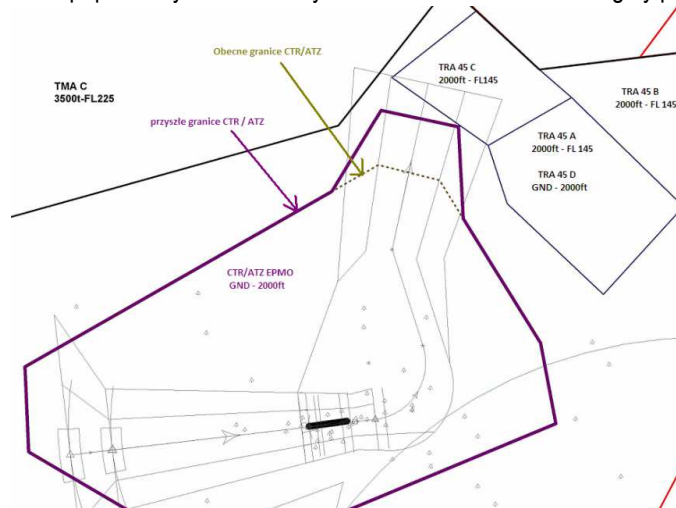 Obecne granice CTR/ATZ
TRA 45 C
2000ft - FL145
TMA C
3500t-FL225
TRA 45 B
2000ft - FL 145
przyszłe granice CTR / ATZ
TRA 45 A
2000ft - FL 145
TRA 45 D
GND - 2000ft
CTR/ATZ EPMO
GND - 2000ft